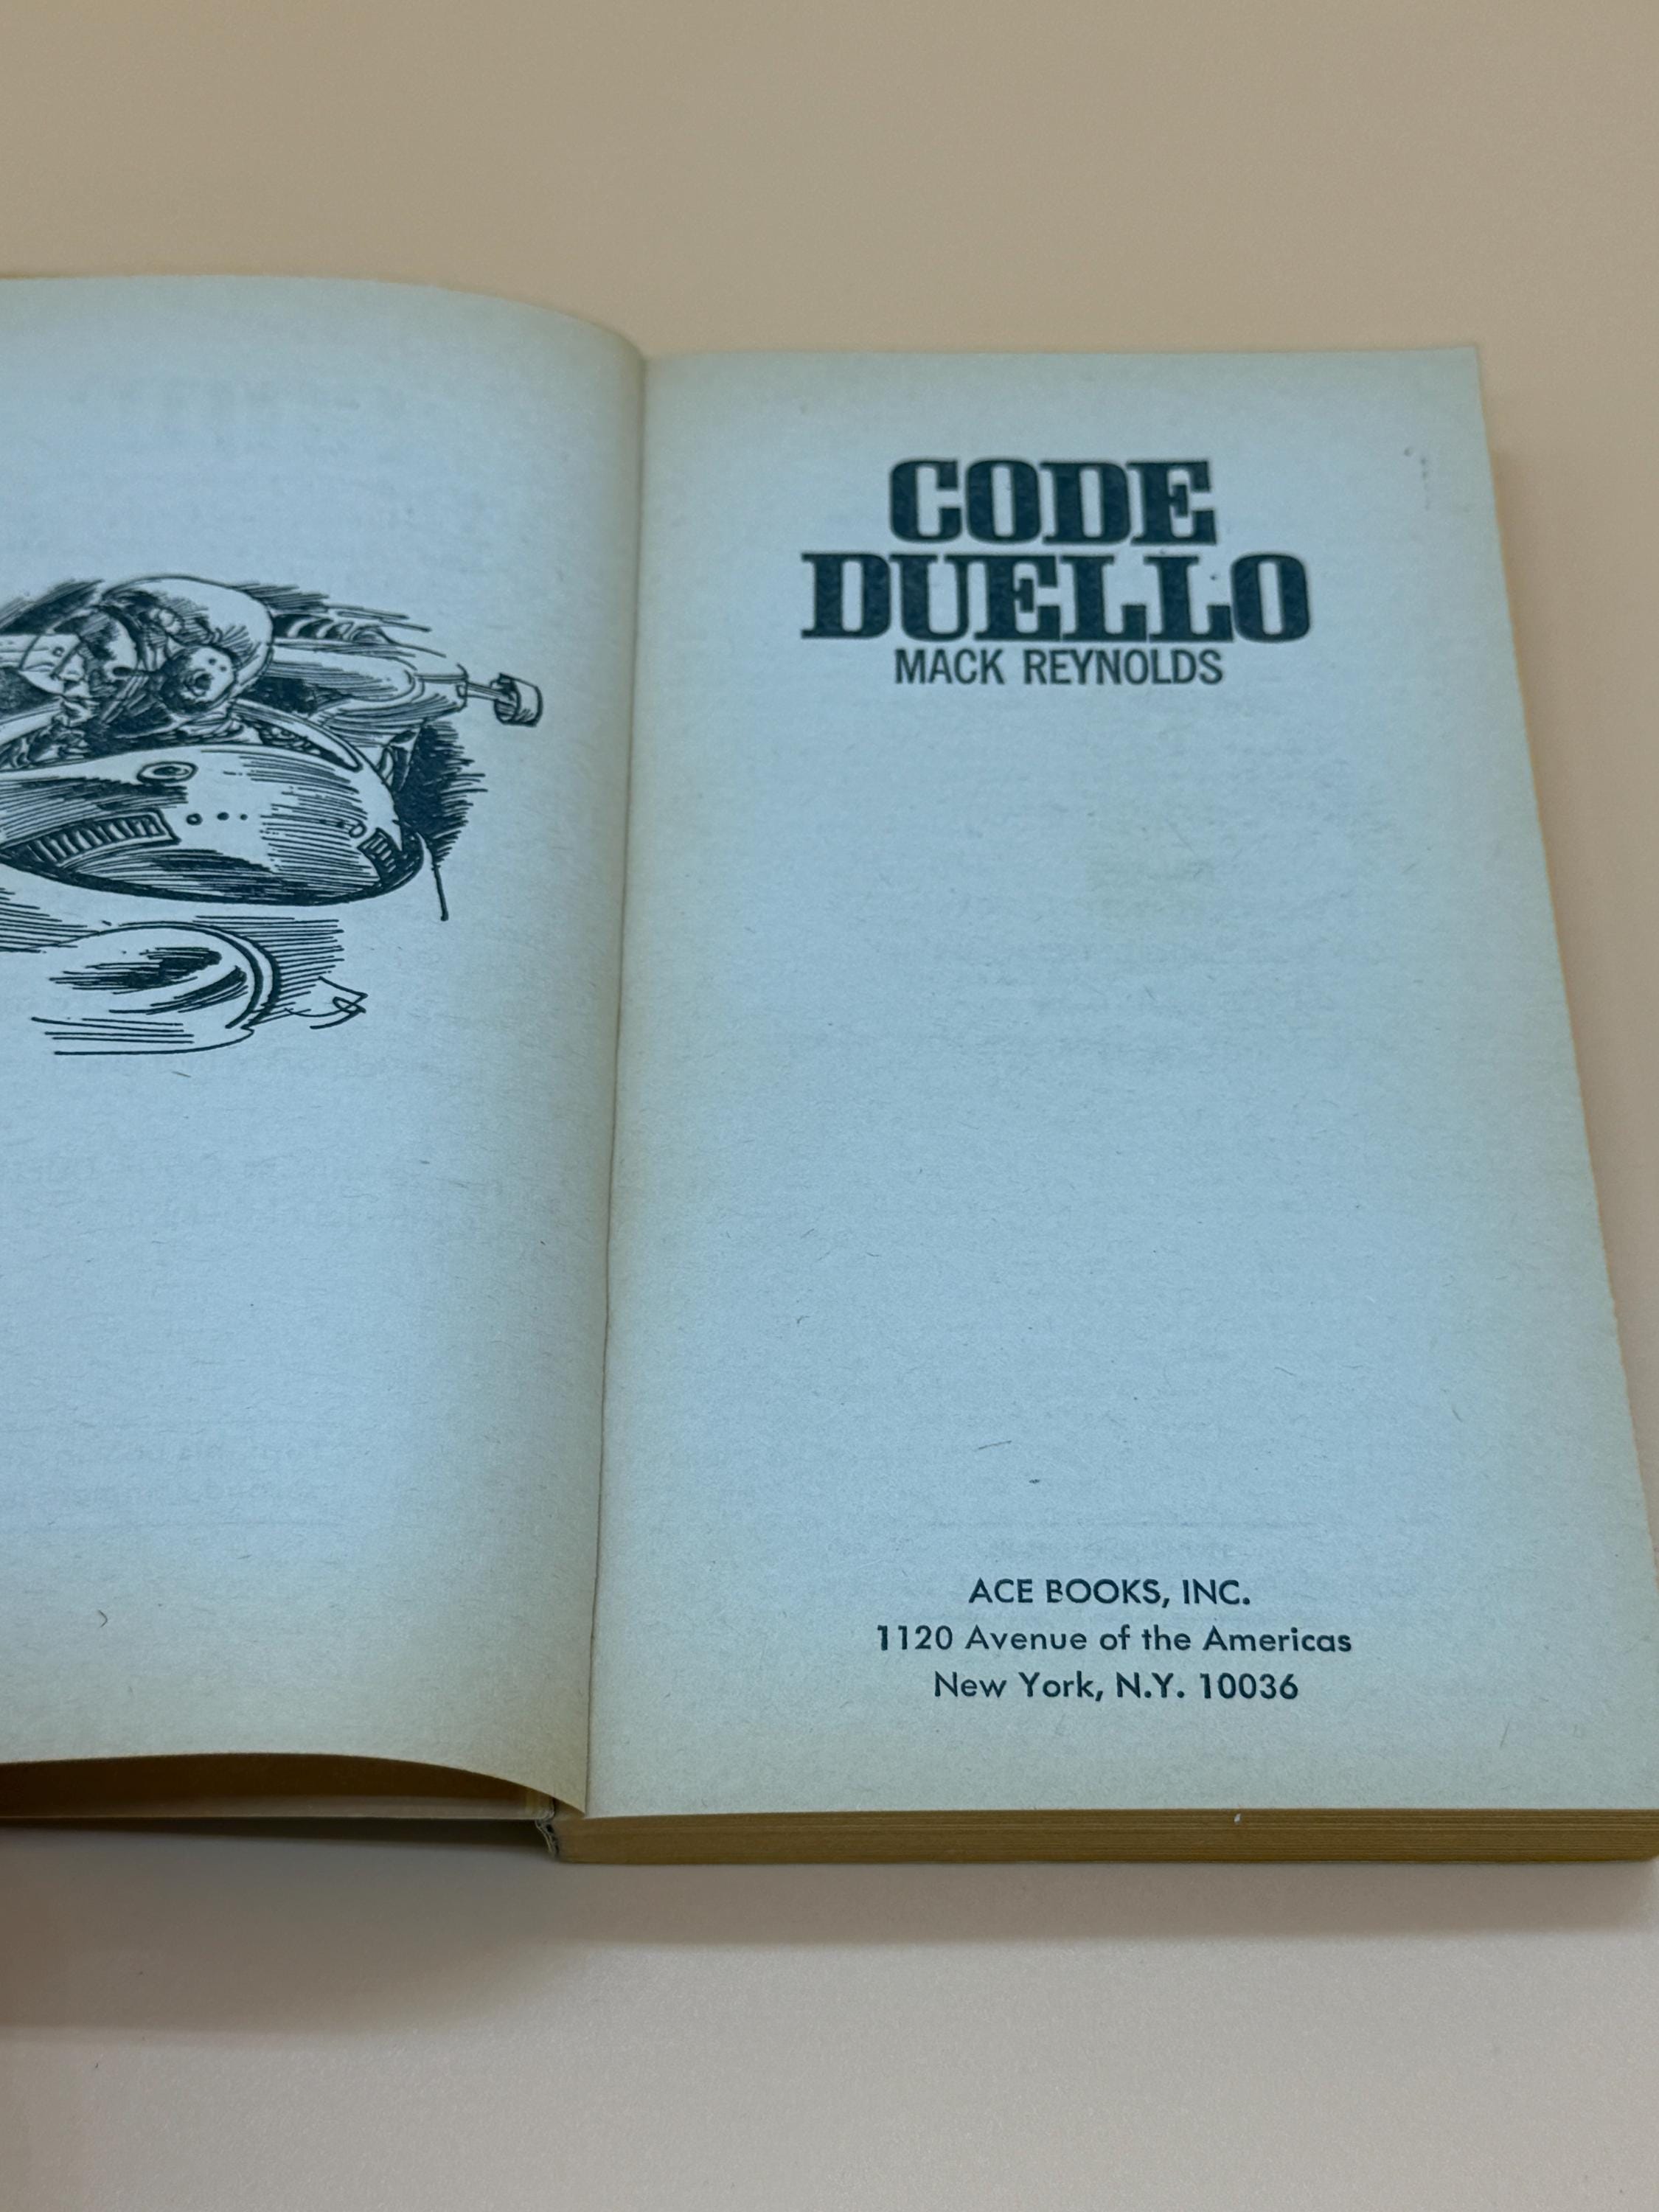 CODE
DUELLO
MACK REYNOLDS
ACE BOOKS, INC.
1120 Avenue of the Americas
New York, N.Y. 10036